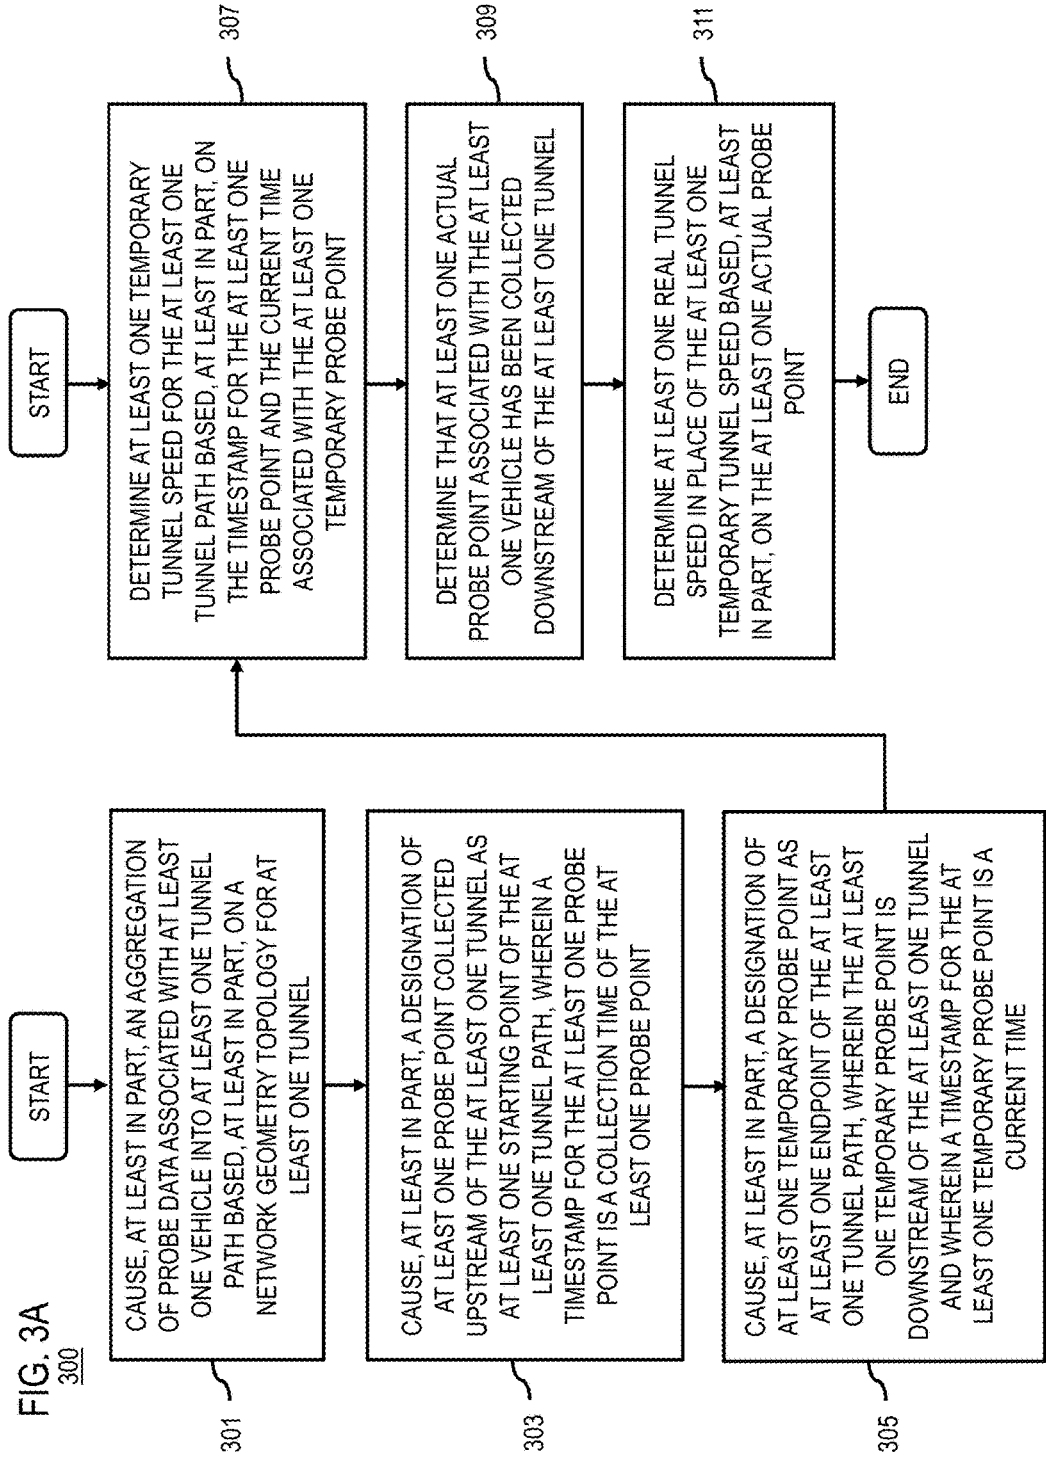 FIG. 3A
300
START
CAUSE, AT LEAST IN PART, AN AGGREGATION
OF PROBE DATA ASSOCIATED WITH AT LEAST
ONE VEHICLE INTO AT LEAST ONE TUNNEL
PATH BASED, AT LEAST IN PART, ON A
NETWORK GEOMETRY TOPOLOGY FOR AT
LEAST ONE TUNNEL
301
CAUSE, AT LEAST IN PART, A DESIGNATION OF
AT LEAST ONE PROBE POINT COLLECTED
UPSTREAM OF THE AT LEAST ONE TUNNEL AS
AT LEAST ONE STARTING POINT OF THE AT
LEAST ONE TUNNEL PATH, WHEREIN A
TIMESTAMP FOR THE AT LEAST ONE PROBE
POINT IS A COLLECTION TIME OF THE AT
LEAST ONE PROBE POINT
303
CAUSE, AT LEAST IN PART, A DESIGNATION OF
AT LEAST ONE TEMPORARY PROBE POINT AS
AT LEAST ONE ENDPOINT OF THE AT LEAST
ONE TUNNEL PATH, WHEREIN THE AT LEAST
ONE TEMPORARY PROBE POINT IS
DOWNSTREAM OF THE AT LEAST ONE TUNNEL
AND WHEREIN A TIMESTAMP FOR THE AT
LEAST ONE TEMPORARY PROBE POINT IS A
CURRENT TIME
305
START
DETERMINE AT LEAST ONE TEMPORARY
TUNNEL SPEED FOR THE AT LEAST ONE
TUNNEL PATH BASED, AT LEAST IN PART, ON
THE TIMESTAMP FOR THE AT LEAST ONE
PROBE POINT AND THE CURRENT TIME
ASSOCIATED WITH THE AT LEAST ONE
TEMPORARY PROBE POINT
307
DETERMINE THAT AT LEAST ONE ACTUAL
PROBE POINT ASSOCIATED WITH THE AT LEAST
ONE VEHICLE HAS BEEN COLLECTED
DOWNSTREAM OF THE AT LEAST ONE TUNNEL
309
DETERMINE AT LEAST ONE REAL TUNNEL
SPEED IN PLACE OF THE AT LEAST ONE
TEMPORARY TUNNEL SPEED BASED, AT LEAST
IN PART, ON THE AT LEAST ONE ACTUAL PROBE
POINT
311
END